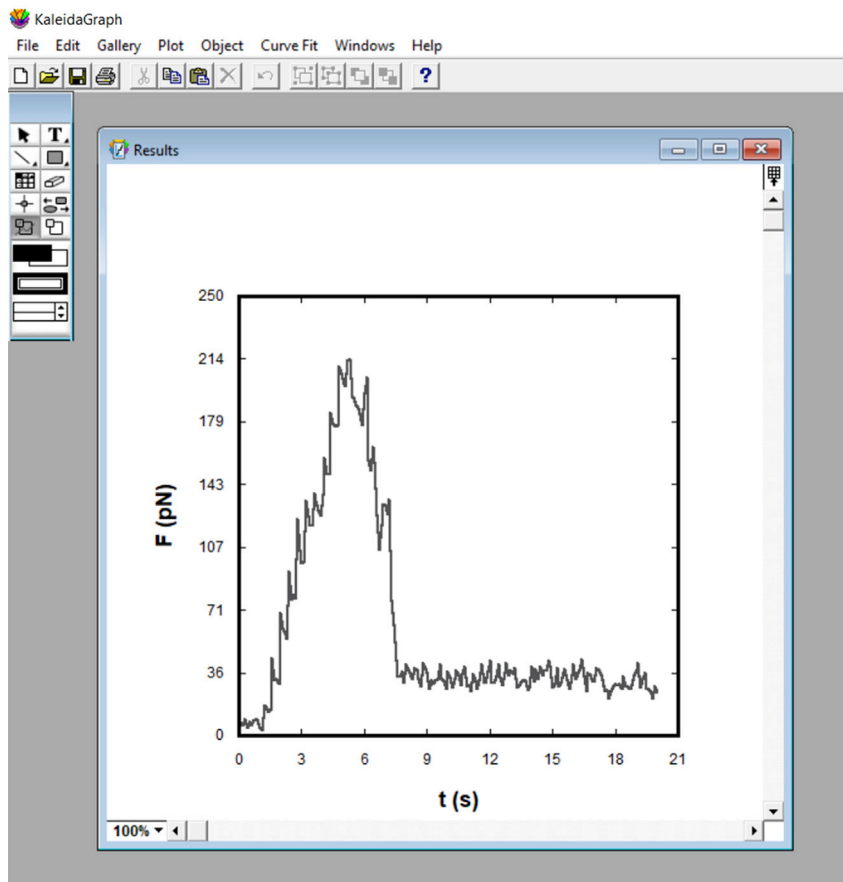 KaleidaGraph
File Edit Gallery Plot Object Curve Fit Windows Help
?
T
Results
250
214
179
143
107
71
36
0
F (pN)
0 3 6 9 12 15 18 21
t (s)
100%